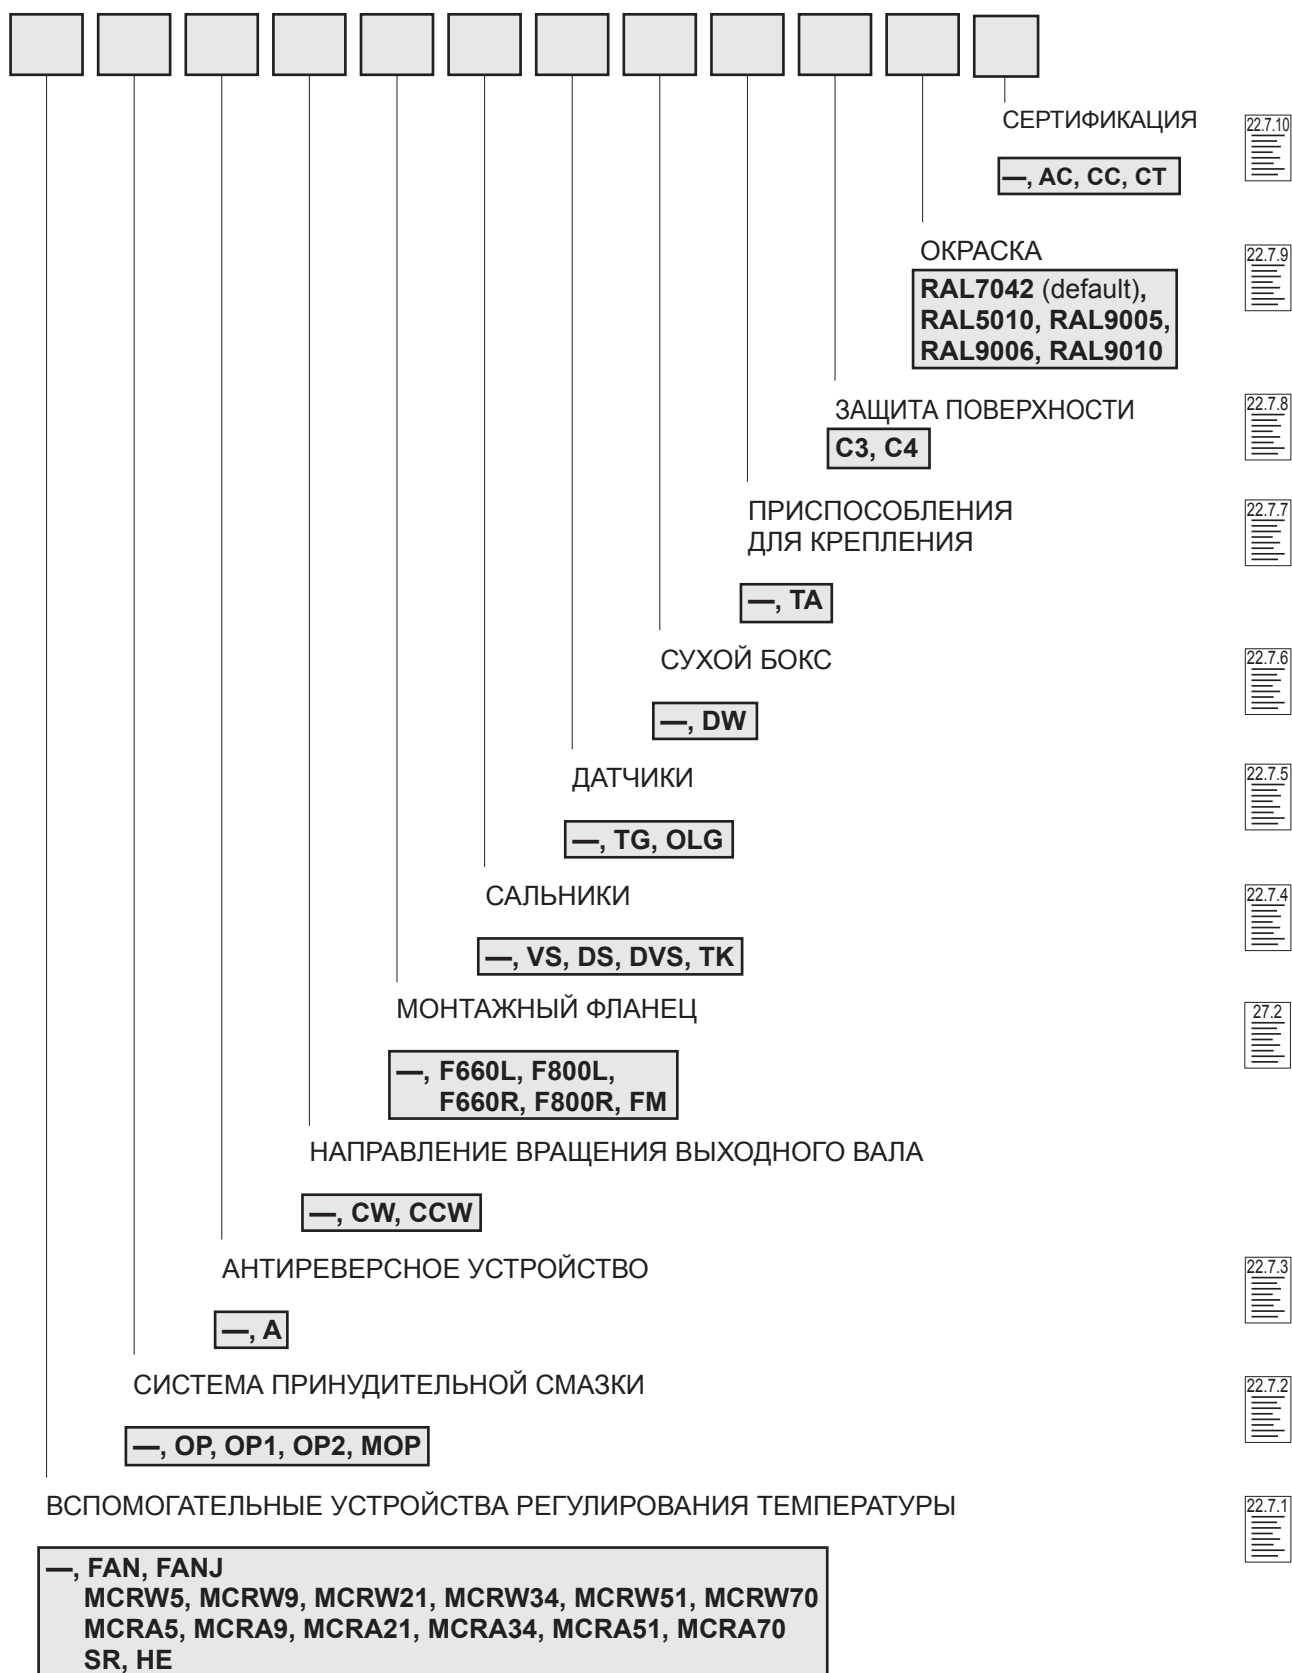 СЕРТИФИКАЦИЯ
22.7.10
—, AC, CC, CT
ОКРАСКА
22.7.9
RAL7042 (default),
RAL5010, RAL9005,
RAL9006, RAL9010
ЗАЩИТА ПОВЕРХНОСТИ
22.7.8
C3, C4
ПРИСПОСОБЛЕНИЯ
ДЛЯ КРЕПЛЕНИЯ
22.7.7
—, TA
СУХОЙ БОКС
22.7.6
—, DW
ДАТЧИКИ
22.7.5
—, TG, OLG
САЛЬНИКИ
22.7.4
—, VS, DS, DVS, TK
МОНТАЖНЫЙ ФЛАНЕЦ
27.2
—, F660L, F800L,
F660R, F800R, FM
НАПРАВЛЕНИЕ ВРАЩЕНИЯ ВЫХОДНОГО ВАЛА
—, CW, CCW
АНТИРЕВЕРСНОЕ УСТРОЙСТВО
22.7.3
—, A
СИСТЕМА ПРИНУДИТЕЛЬНОЙ СМАЗКИ
22.7.2
—, OP, OP1, OP2, MOP
ВСПОМОГАТЕЛЬНЫЕ УСТРОЙСТВА РЕГУЛИРОВАНИЯ ТЕМПЕРАТУРЫ
22.7.1
—, FAN, FANJ
MCRW5, MCRW9, MCRW21, MCRW34, MCRW51, MCRW70
MCRA5, MCRA9, MCRA21, MCRA34, MCRA51, MCRA70
SR, HE